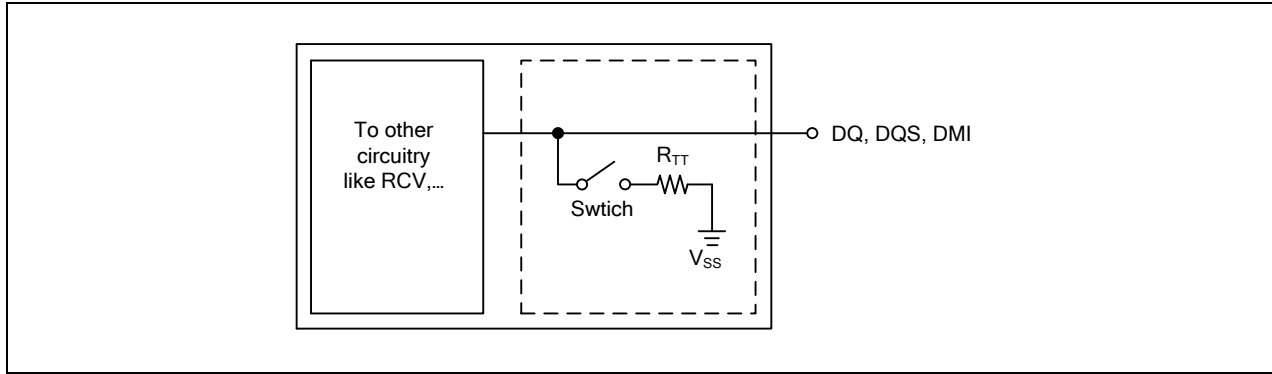 To other
circuitry
like RCV,...
DQ, DQS, DMI
RTT
Swtich
VSS